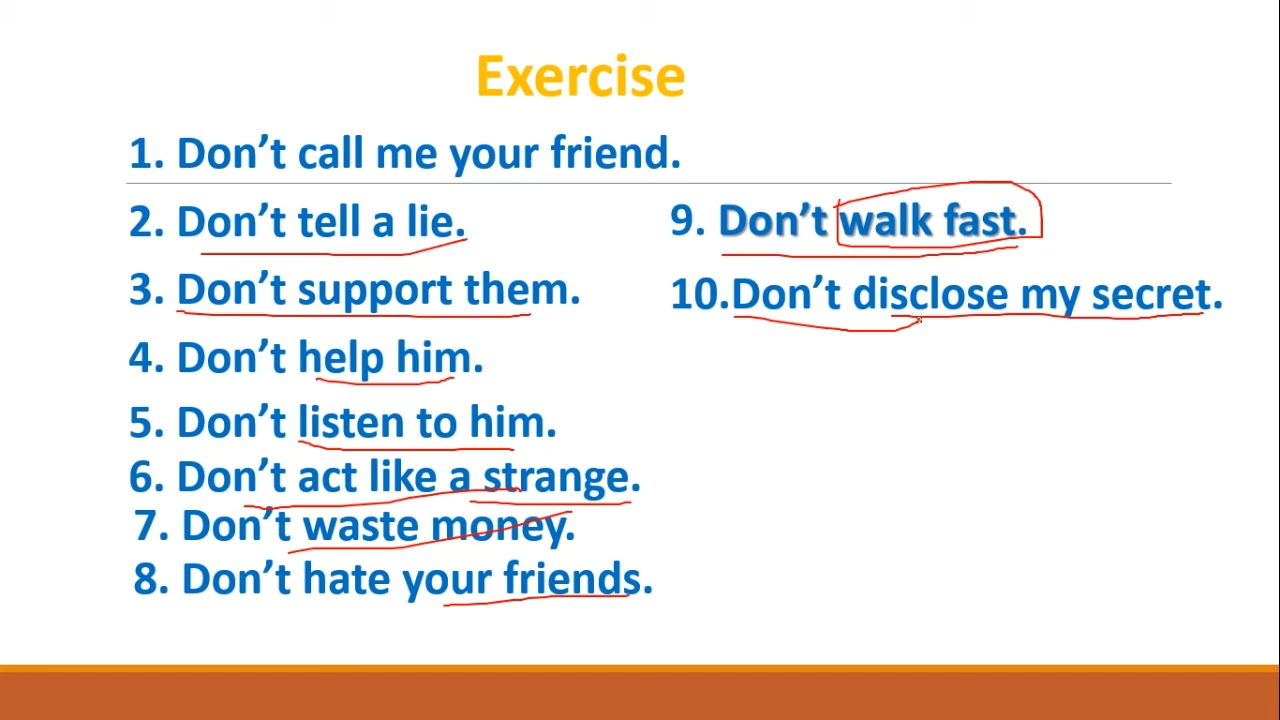 Exercise
1. Don’t call me your friend.
2. Don’t tell a lie.
3. Don’t support them.
4. Don’t help him.
5. Don’t listen to him.
6. Don’t act like a strange.
7. Don’t waste money.
8. Don’t hate your friends.
9. Don’t walk fast.
10.Don’t disclose my secret.